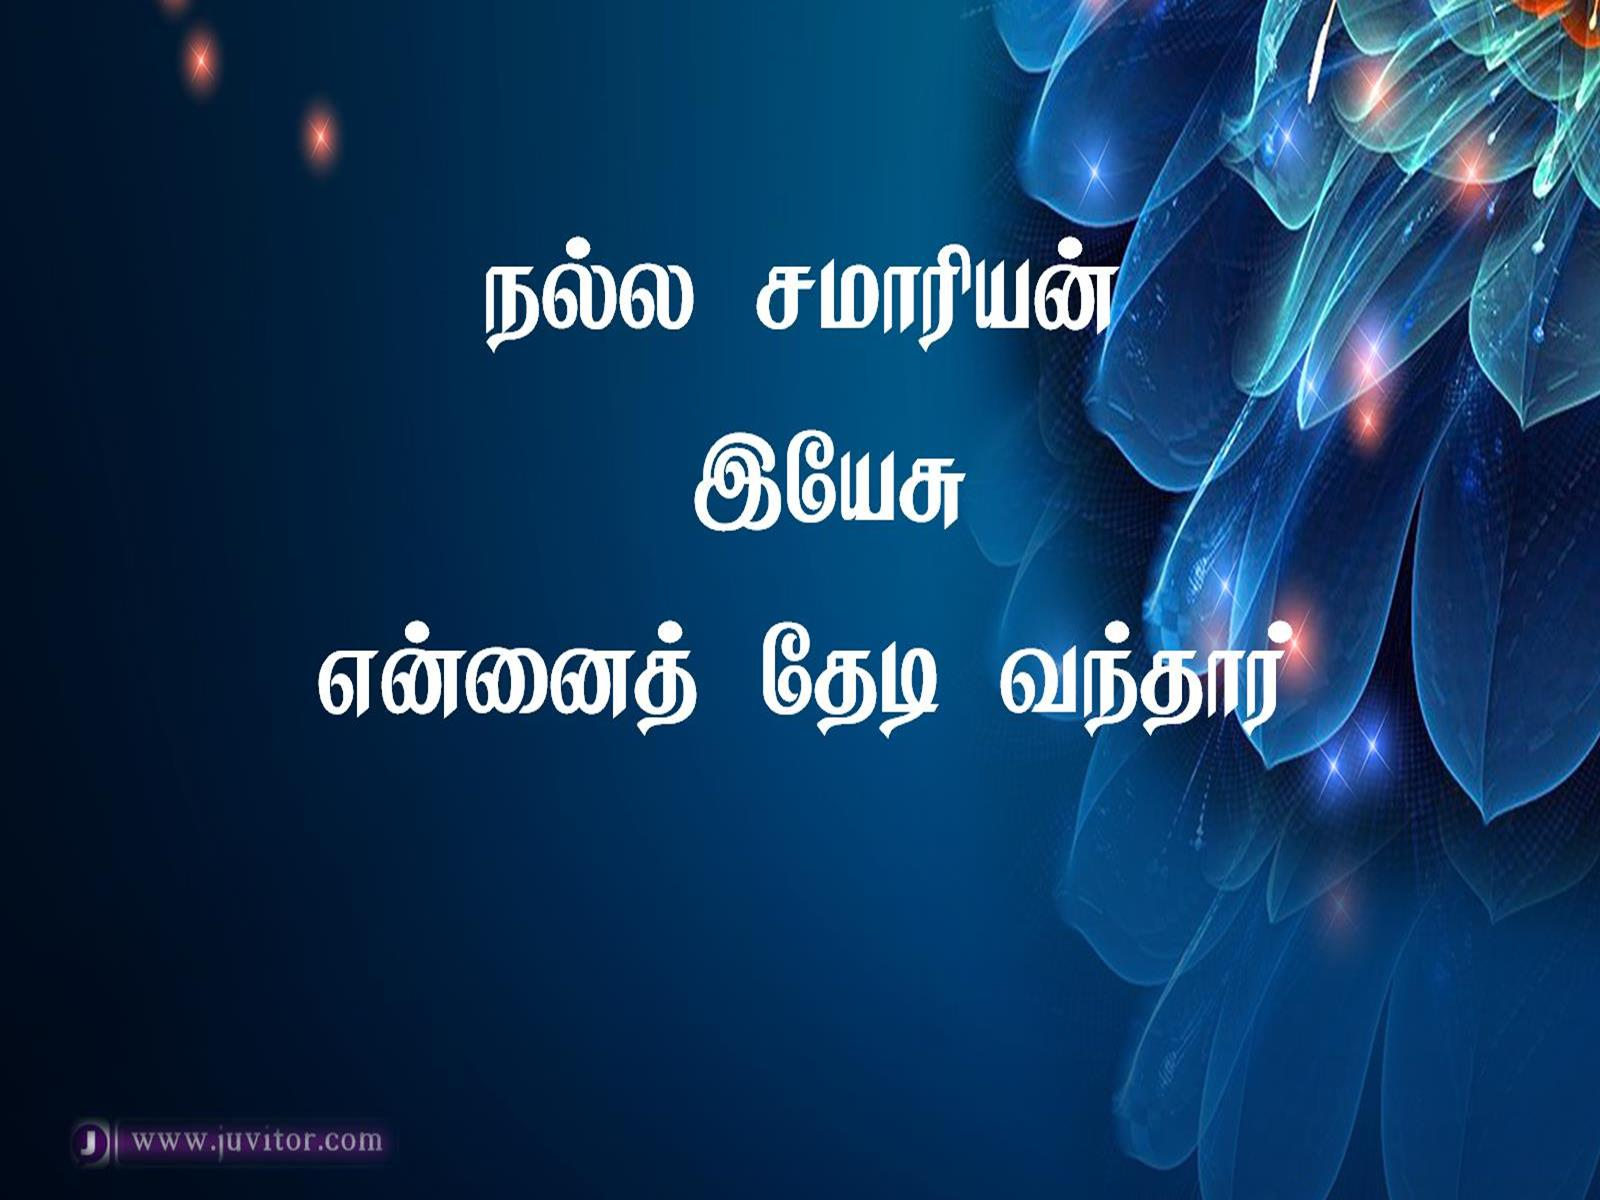 நல்ல சமாரியன்
இயேசு
என்னைத் தேடி வந்தார்
J www.juvitor.com